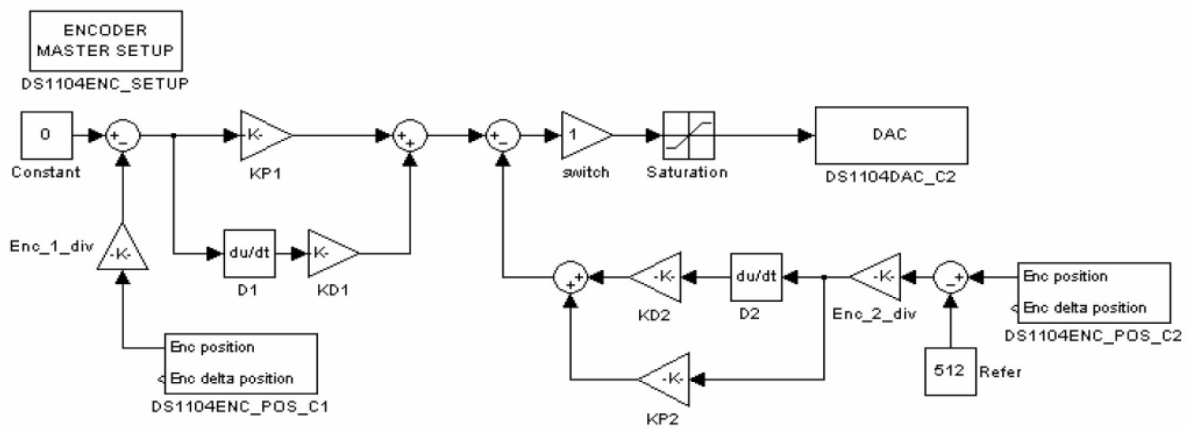 ENCODER
MASTER SETUP
DS1104ENC_SETUP
0
Constant
+
−
K-
KP1
+
+
+
−
1
switch
Saturation
DAC
DS1104DAC_C2
Enc_1_div
-K-
du/dt
D1
K-
KD1
+
+
-K-
KD2
du/dt
D2
-K-
Enc_2_div
+
−
Enc position
Enc delta position
DS1104ENC_POS_C2
Enc position
Enc delta position
DS1104ENC_POS_C1
-K-
KP2
512
Refer